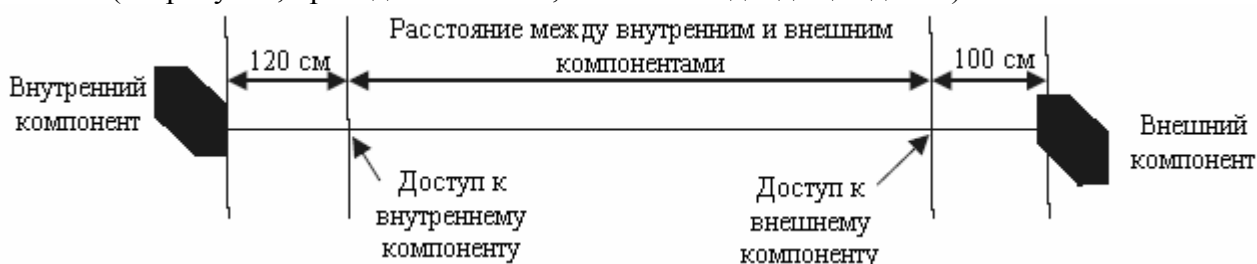 Расстояние между внутренним и внешним
компонентами
120 см
100 см
Внутренний
компонент
Внешний
компонент
Доступ к
внутреннему
компоненту
Доступ к
внешнему
компоненту